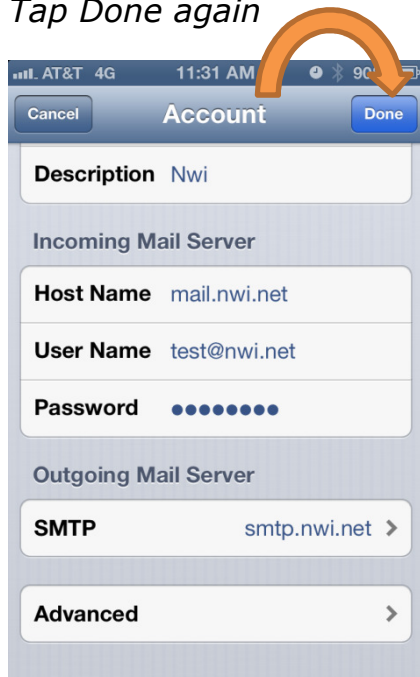 Tap Done again
AT&T 4G 11:31 AM
Cancel Account Done
Description Nwi
Incoming Mail Server
Host Name mail.nwi.net
User Name test@nwi.net
Password ●●●●●●●●
Outgoing Mail Server
SMTP smtp.nwi.net
Advanced